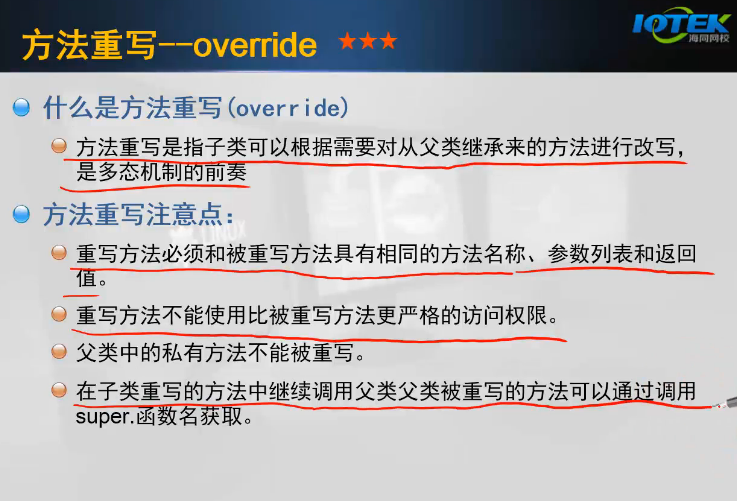 IOTEK
海同网校
方法重写--override ★★★
什么是方法重写(override)
方法重写是指子类可以根据需要对从父类继承来的方法进行改写，
是多态机制的前奏
方法重写注意点：
重写方法必须和被重写方法具有相同的方法名称、参数列表和返回
值。
重写方法不能使用比被重写方法更严格的访问权限。
父类中的私有方法不能被重写。
在子类重写的方法中继续调用父类父类被重写的方法可以通过调用
super.函数名获取。